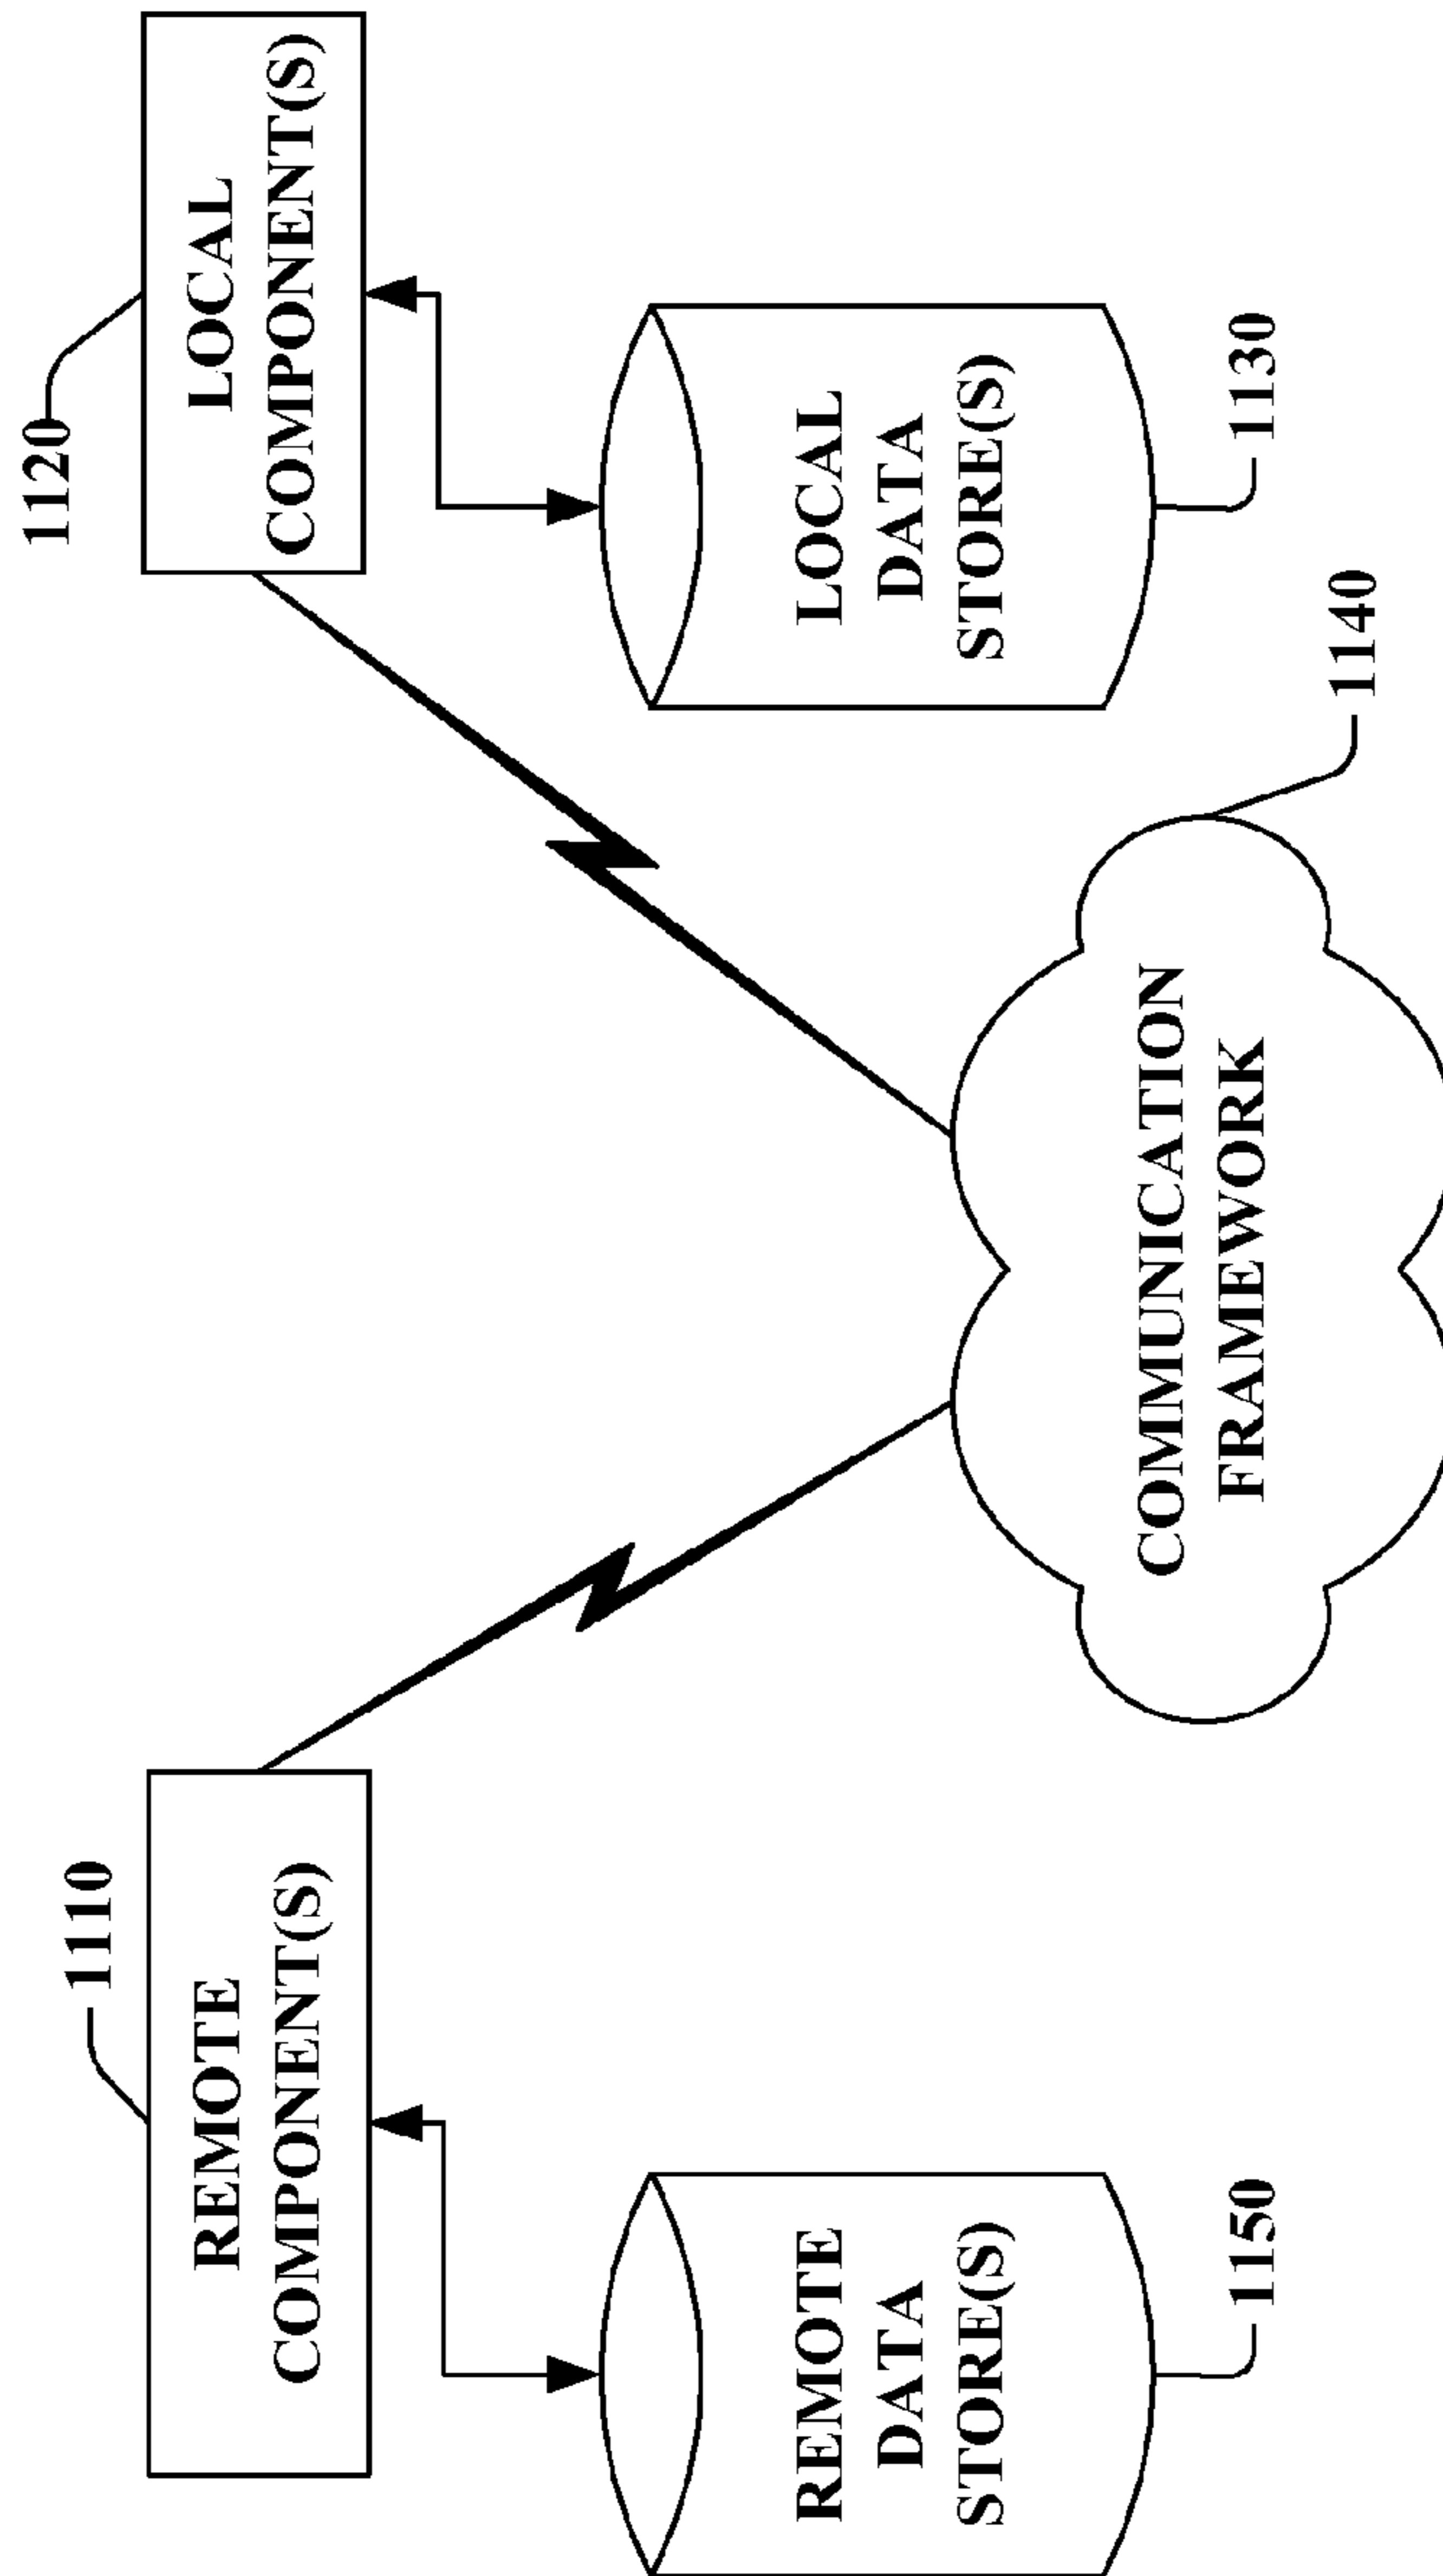 1110
REMOTE
COMPONENT(S)
1120
LOCAL
COMPONENT(S)
REMOTE
DATA
STORE(S)
1150
LOCAL
DATA
STORE(S)
1130
COMMUNICATION
FRAMEWORK
1140